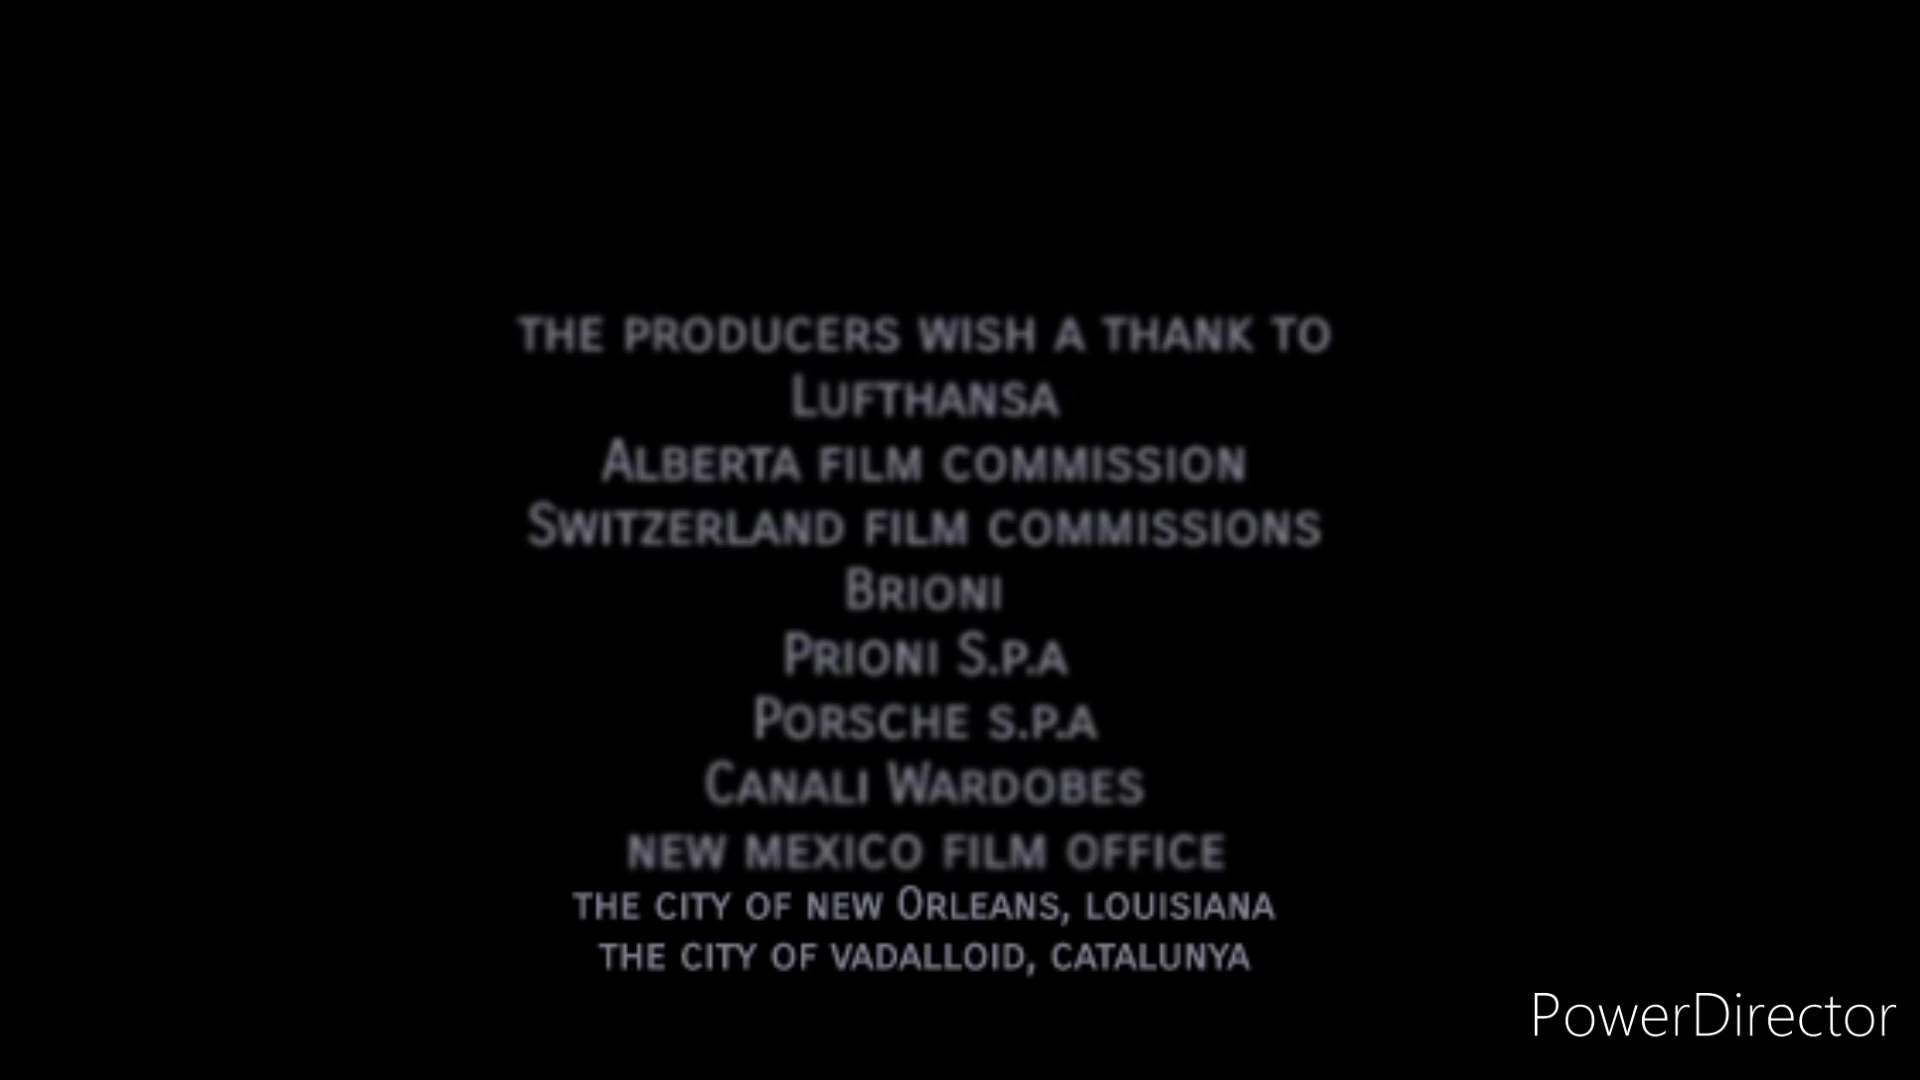 THE PRODUCERS WISH A THANK TO
LUFTHANSA
ALBERTA FILM COMMISSION
SWITZERLAND FILM COMMISSIONS
BRIONI
PRIONI S.P.A
PORSCHE S.P.A
CANALI WARDOBES
NEW MEXICO FILM OFFICE
THE CITY OF NEW ORLEANS, LOUISIANA
THE CITY OF VADALLOID, CATALUNYA
PowerDirector